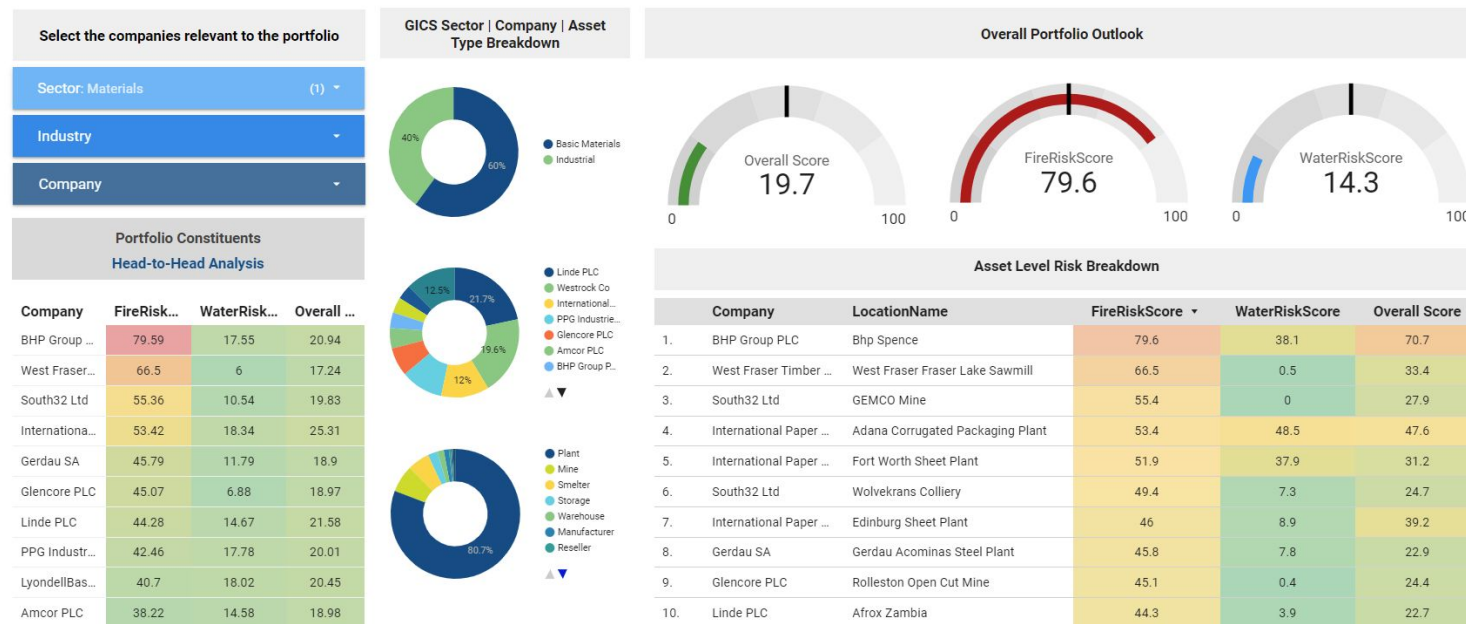 Select the companies relevant to the portfolio
Sector: Materials (1)
Industry
Company
Portfolio Constituents
Head-to-Head Analysis
Company FireRisk... WaterRisk... Overall ...
BHP Group ... 79.59 17.55 20.94
West Fraser... 66.5 6 17.24
South32 Ltd 55.36 10.54 19.83
Internationa... 53.42 18.34 25.31
Gerdau SA 45.79 11.79 18.9
Glencore PLC 45.07 6.88 18.97
Linde PLC 44.28 14.67 21.58
PPG Industr... 42.46 17.78 20.01
LyondellBas... 40.7 18.02 20.45
Amcor PLC 38.22 14.58 18.98
GICS Sector | Company | Asset
Type Breakdown
40%
60%
Basic Materials
Industrial
12.5%
21.7%
19.6%
12%
Linde PLC
Westrock Co
International...
PPG Industrie...
Glencore PLC
Amcor PLC
BHP Group P...
80.7%
Plant
Mine
Smelter
Storage
Warehouse
Manufacturer
Reseller
Overall Portfolio Outlook
Overall Score
19.7
0 100
FireRiskScore
79.6
0 100
WaterRiskScore
14.3
0 100
Asset Level Risk Breakdown
Company LocationName FireRiskScore WaterRiskScore Overall Score
1. BHP Group PLC Bhp Spence 79.6 38.1 70.7
2. West Fraser Timber ... West Fraser Fraser Lake Sawmill 66.5 0.5 33.4
3. South32 Ltd GEMCO Mine 55.4 0 27.9
4. International Paper ... Adana Corrugated Packaging Plant 53.4 48.5 47.6
5. International Paper ... Fort Worth Sheet Plant 51.9 37.9 31.2
6. South32 Ltd Wolvekrans Colliery 49.4 7.3 24.7
7. International Paper ... Edinburg Sheet Plant 46 8.9 39.2
8. Gerdau SA Gerdau Acominas Steel Plant 45.8 7.8 22.9
9. Glencore PLC Rolleston Open Cut Mine 45.1 0.4 24.4
10. Linde PLC Afrox Zambia 44.3 3.9 22.7